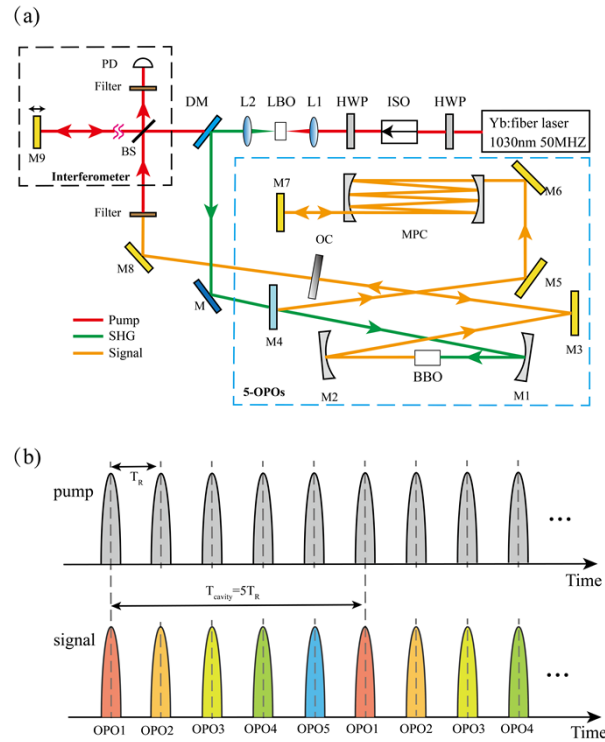 (a)
PD
Filter
DM
L2
LBO
L1
HWP
ISO
HWP
Yb:fiber laser
1030nm 50MHZ
M9
BS
Interferometer
Filter
M7
MPC
M6
OC
M8
M5
M
M4
M3
Pump
SHG
Signal
BBO
M2
M1
5-OPOs
(b)
T_R
pump
...
Time
T_cavity=5T_R
signal
...
OPO1 OPO2 OPO3 OPO4 OPO5 OPO1 OPO2 OPO3 OPO4 Time